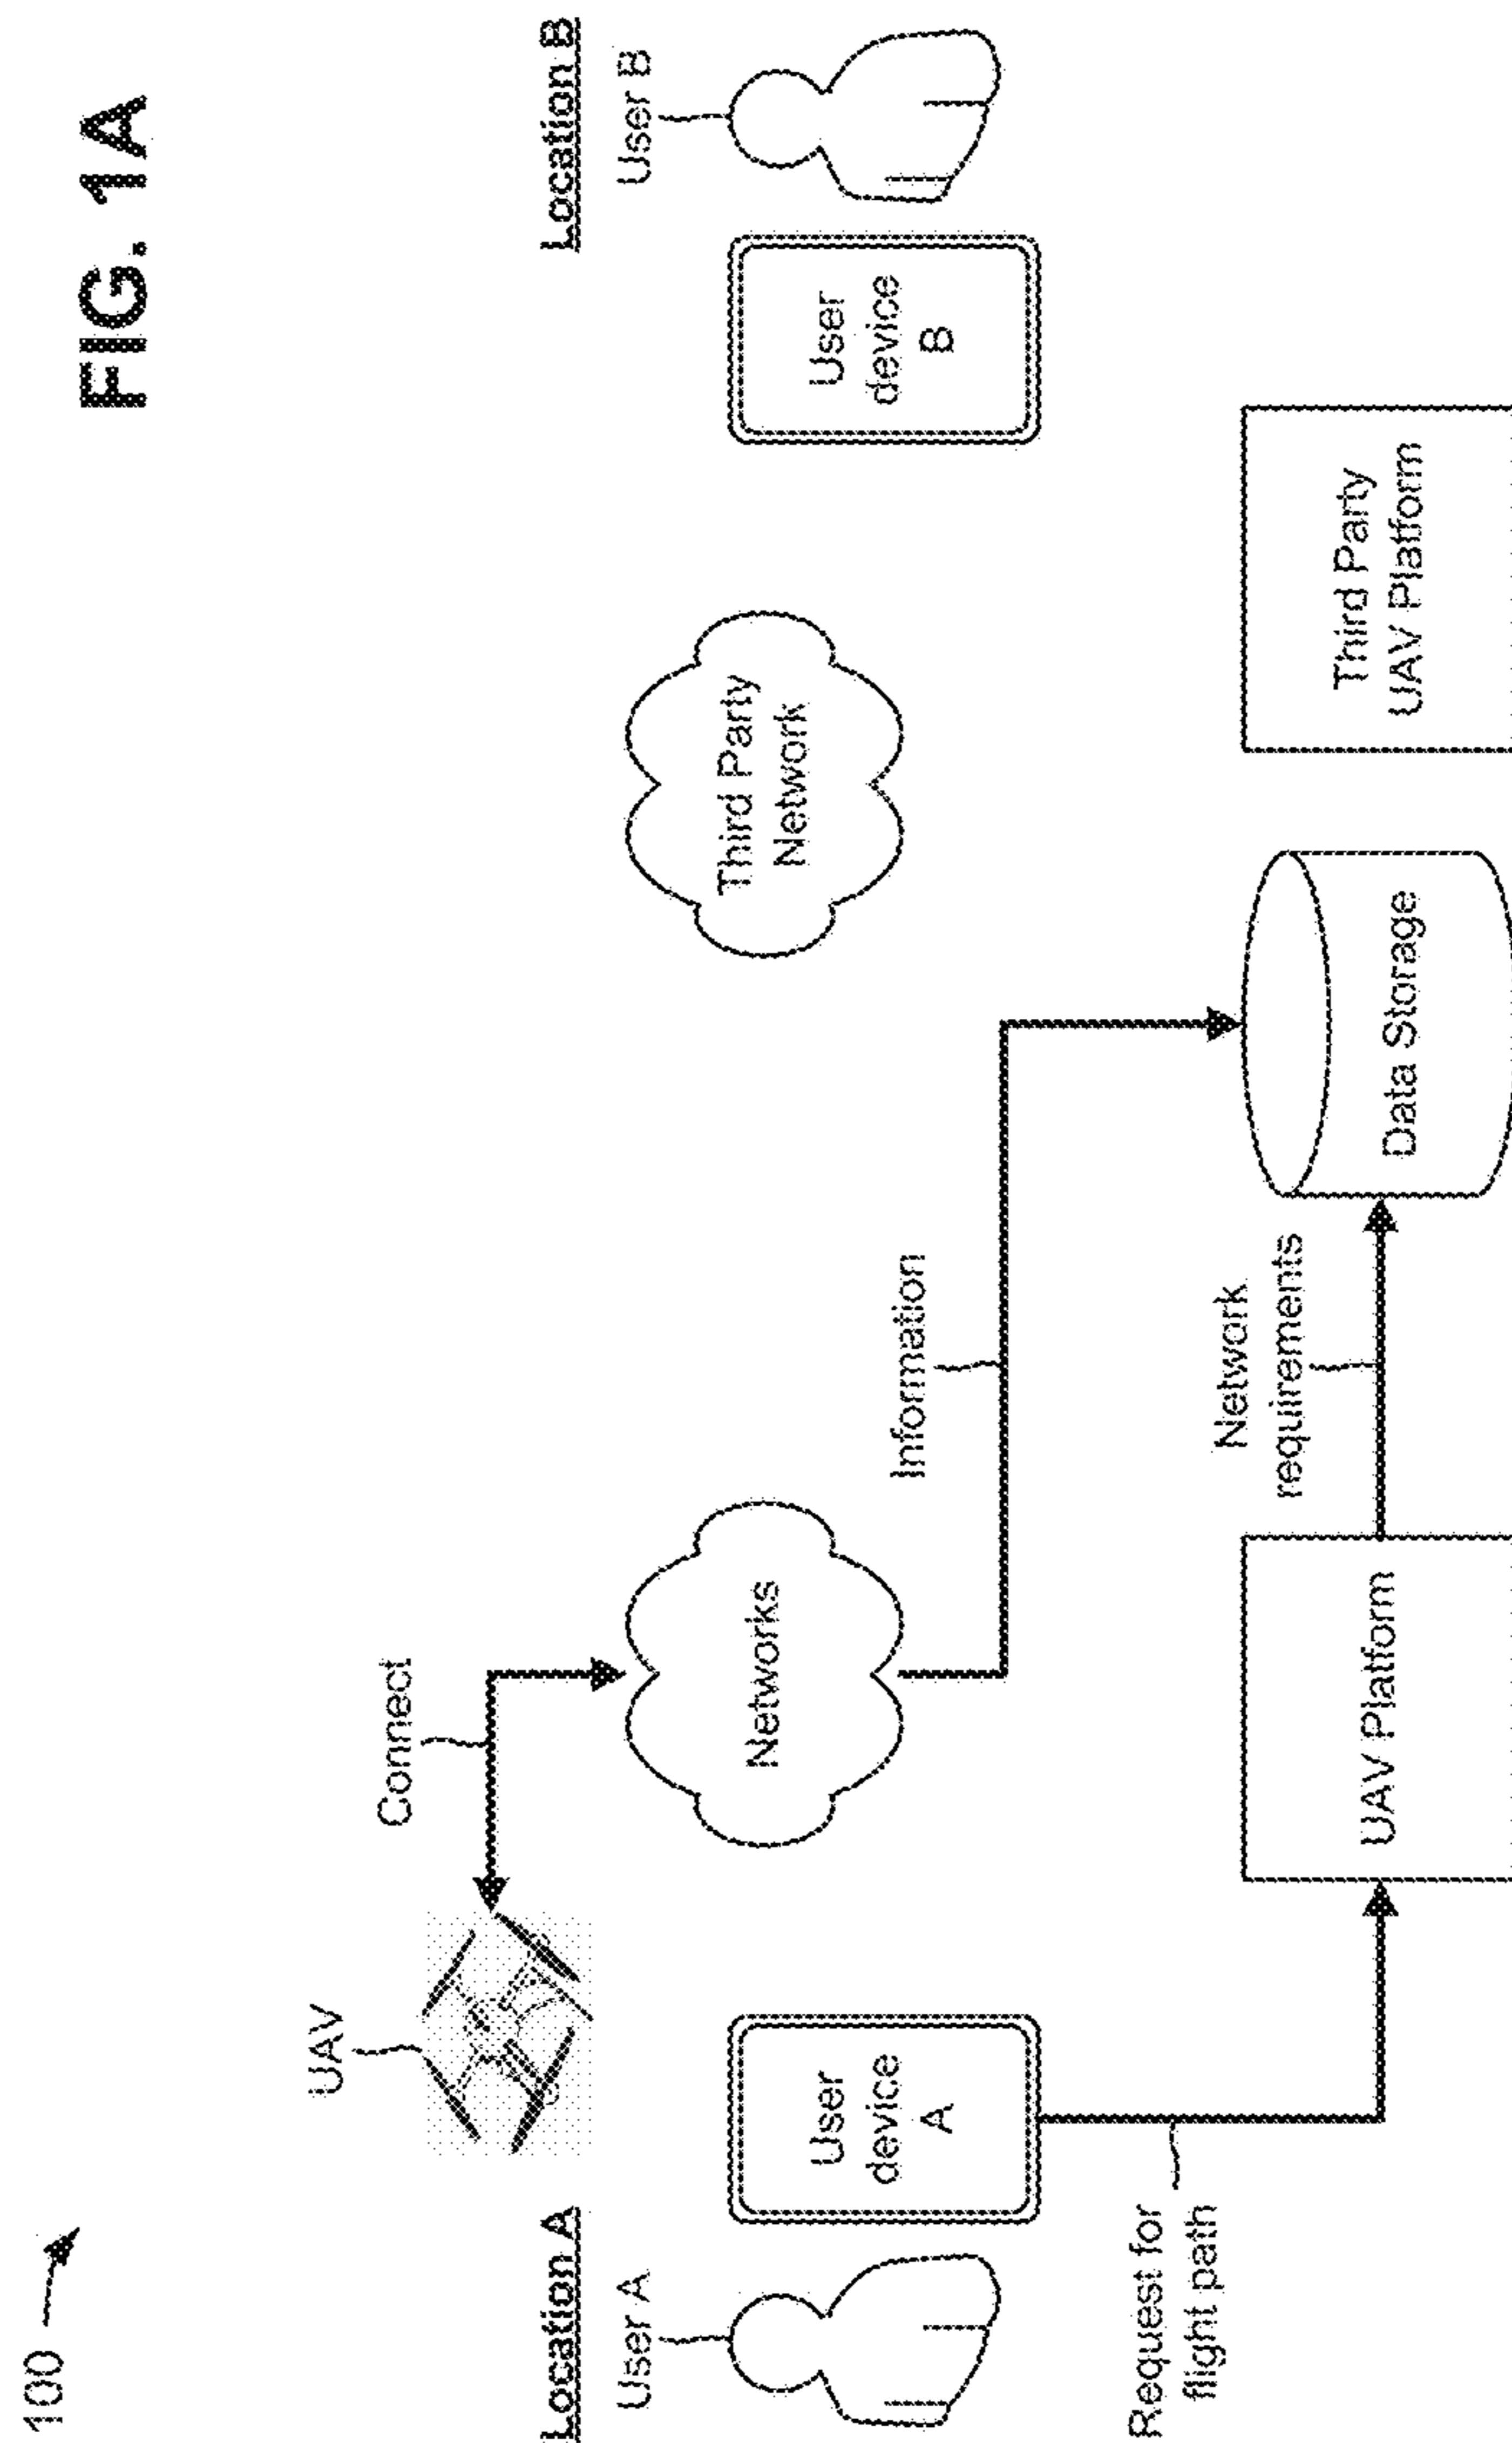 FIG. 1A
100
UAV
Connect
Location A
Location B
User A
User B
User
device
A
Networks
Third Party
Network
User
device
B
Information
Request for
flight path
Network
requirements
UAV Platform
Data Storage
Third Party
UAV Platform